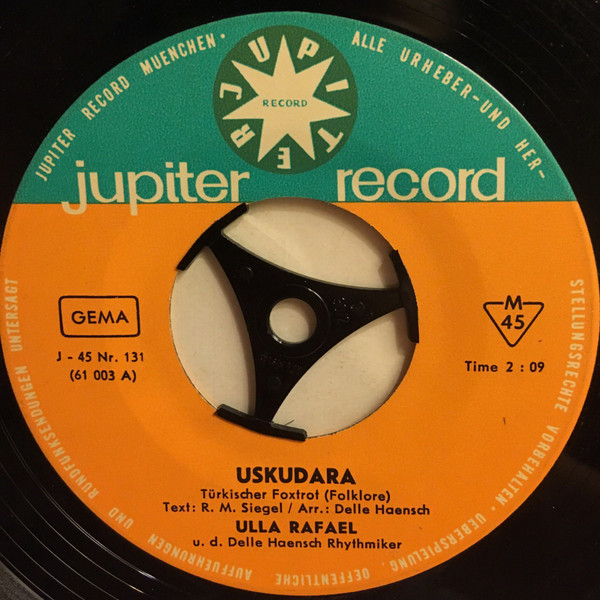 JUPITER RECORD MUENCHEN · ALLE URHEBER- UND HER-
STELLUNGSRECHTE VORBEHALTEN · UEBERSPIELUNG, OEFFENTLICHE AUFFUEHRUNGEN UND RUNDFUNKSENDUNGEN UNTERSAGT
JUPITER
RECORD
jupiter record
GEMA
M
45
J - 45 Nr. 131
(61 003 A)
Time 2 : 09
USKUDARA
Türkischer Foxtrot (Folklore)
Text: R. M. Siegel / Arr.: Delle Haensch
ULLA RAFAEL
u. d. Delle Haensch Rhythmiker